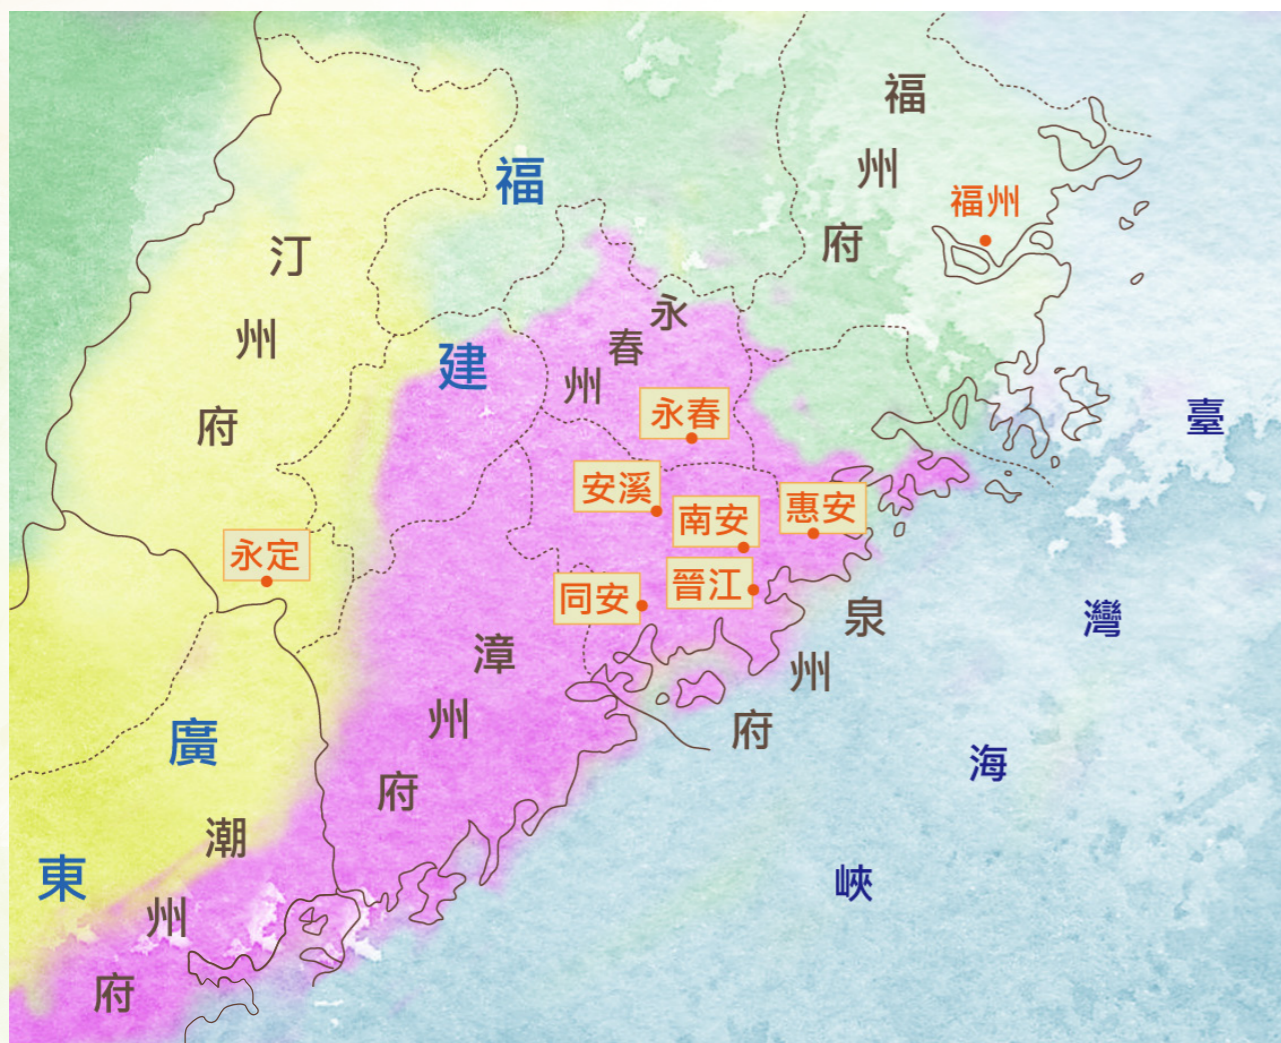 福建
廣東
福州府
汀州府
永春州
漳州府
泉州府
潮州府
臺灣海峽
福州
永春
安溪
南安
惠安
晉江
同安
永定